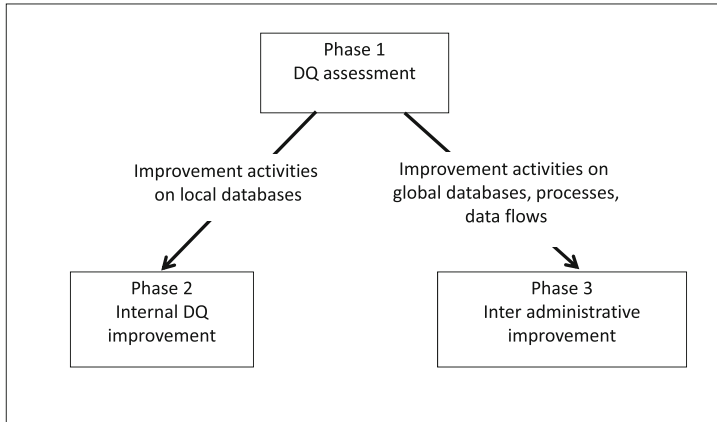 Phase 1
DQ assessment
Improvement activities
on local databases
Improvement activities on
global databases, processes,
data flows
Phase 2
Internal DQ
improvement
Phase 3
Inter administrative
improvement